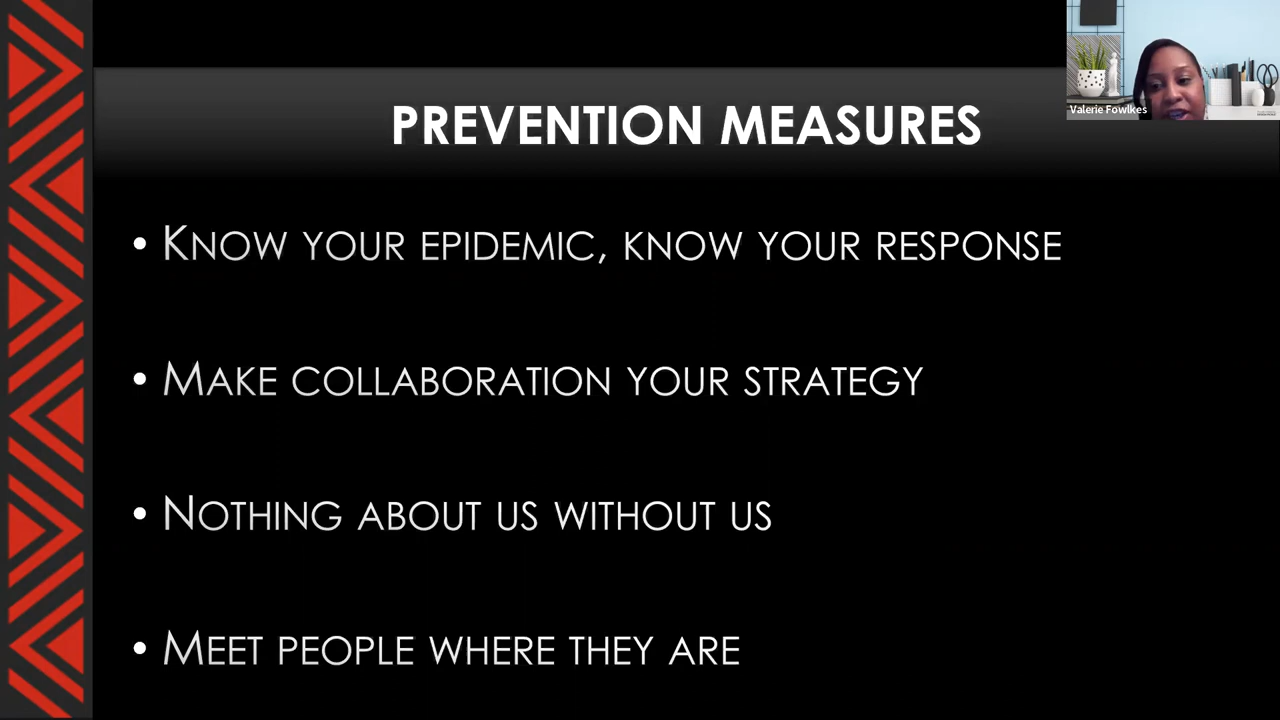 PREVENTION MEASURES
Valerie Fowlkes
• KNOW YOUR EPIDEMIC, KNOW YOUR RESPONSE
• MAKE COLLABORATION YOUR STRATEGY
• NOTHING ABOUT US WITHOUT US
• MEET PEOPLE WHERE THEY ARE